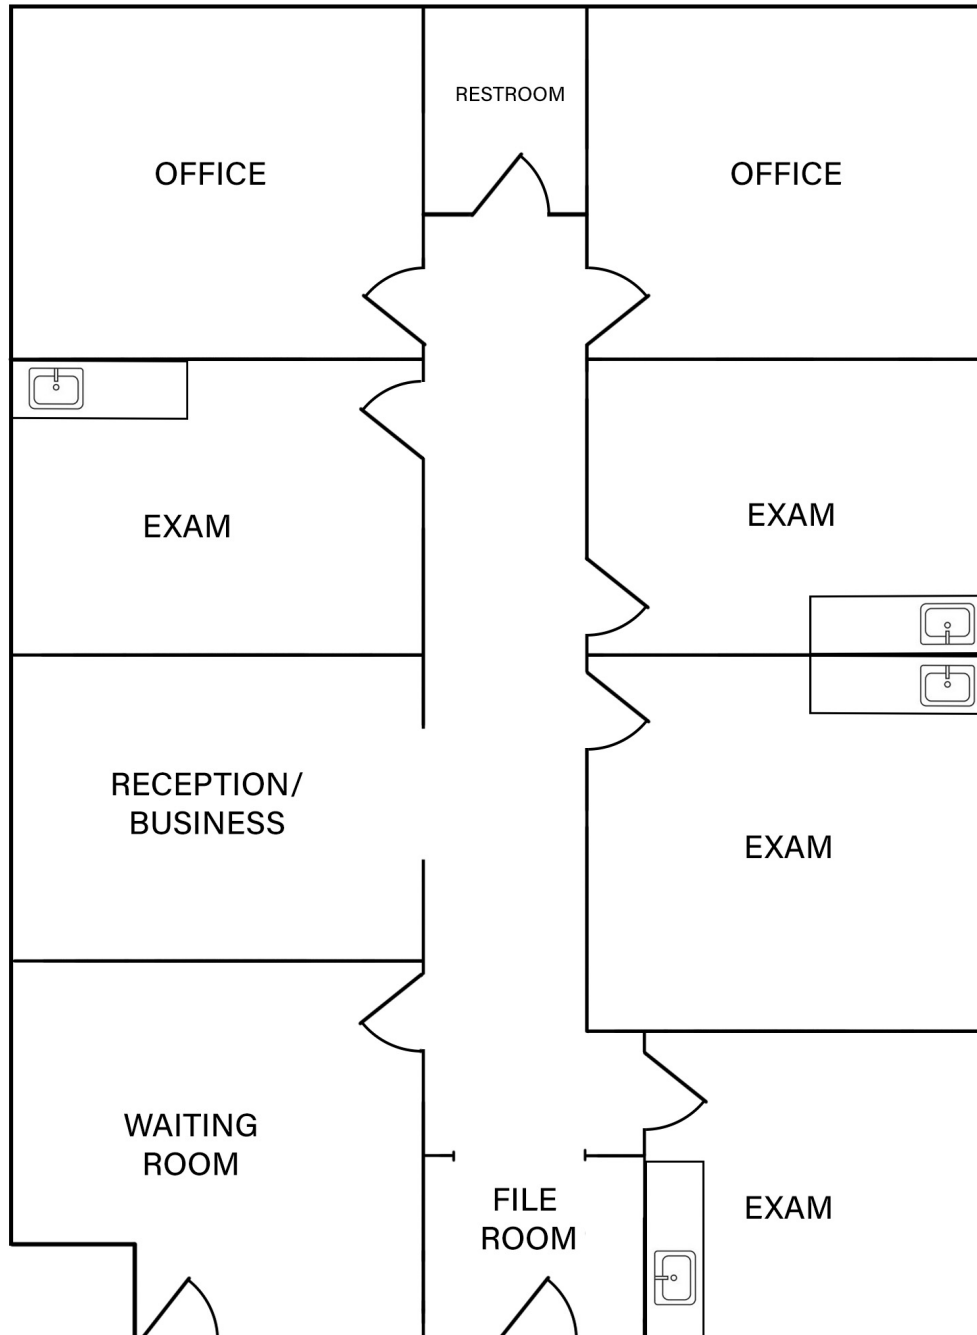 RESTROOM
OFFICE
OFFICE
EXAM
EXAM
RECEPTION/
BUSINESS
EXAM
WAITING
ROOM
FILE
ROOM
EXAM